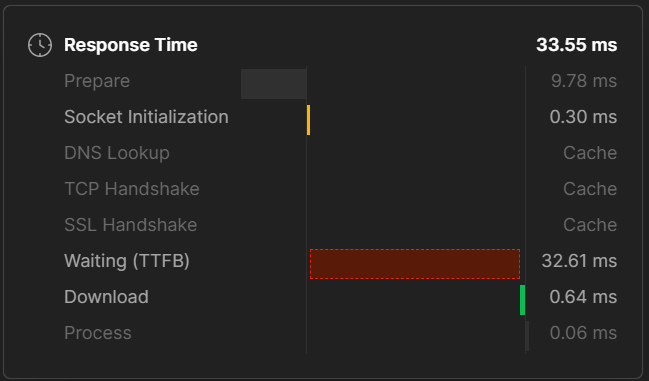 Response Time 33.55 ms
Prepare 9.78 ms
Socket Initialization 0.30 ms
DNS Lookup Cache
TCP Handshake Cache
SSL Handshake Cache
Waiting (TTFB) 32.61 ms
Download 0.64 ms
Process 0.06 ms